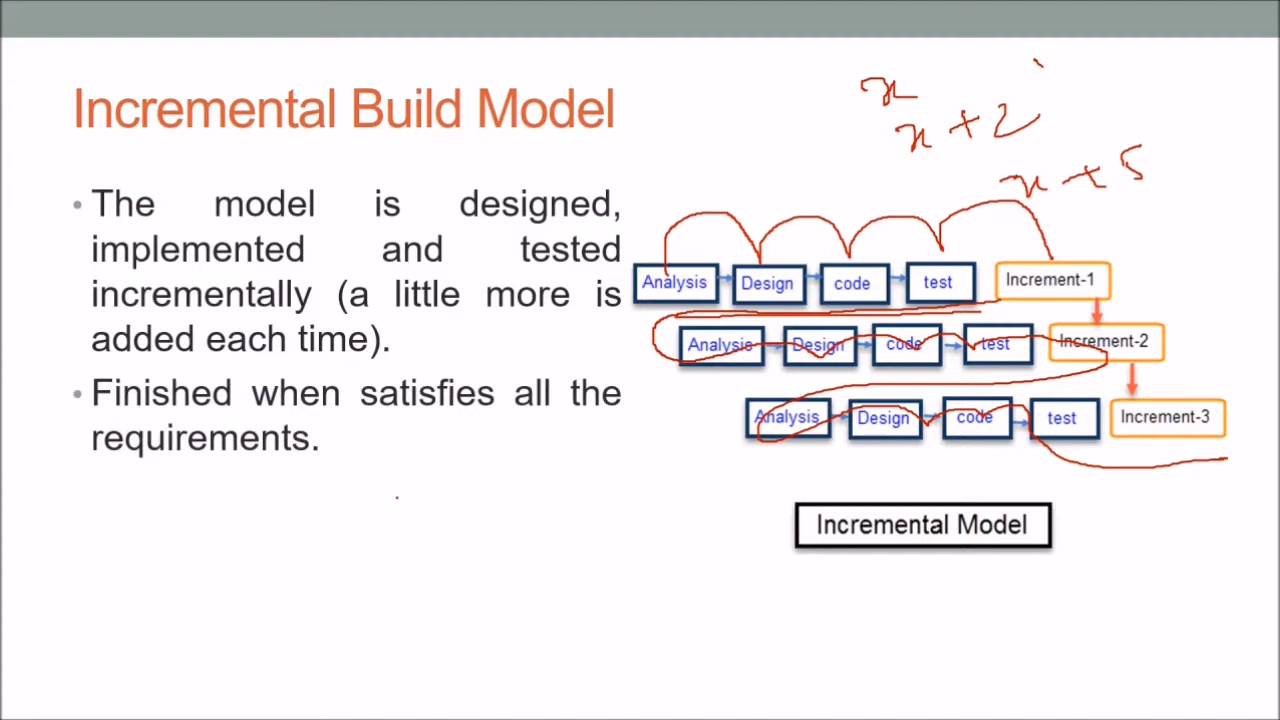 Incremental Build Model
• The model is designed,
implemented and tested
incrementally (a little more is
added each time).
• Finished when satisfies all the
requirements.
x
x + 2
x + 5
Analysis Design code test Increment-1
Analysis Design code test Increment-2
Analysis Design code test Increment-3
Incremental Model